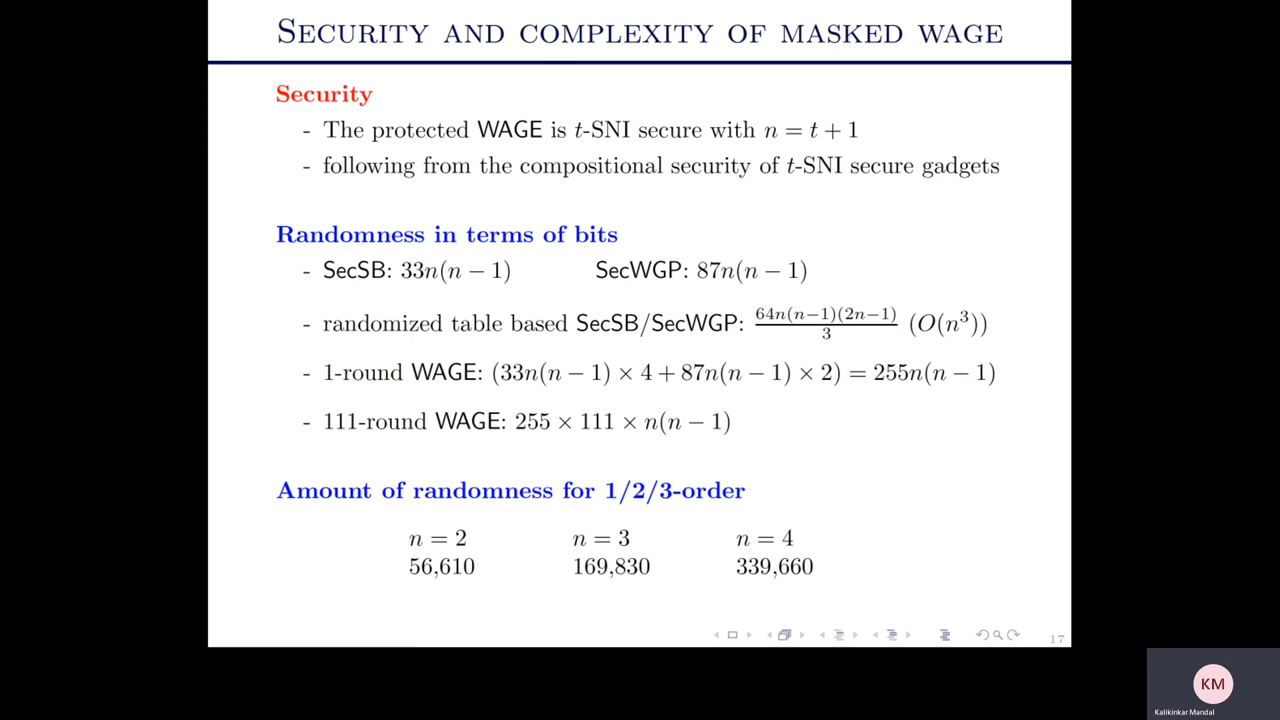 SECURITY AND COMPLEXITY OF MASKED WAGE
Security
- The protected WAGE is t-SNI secure with n = t + 1
- following from the compositional security of t-SNI secure gadgets
Randomness in terms of bits
- SecSB: 33n(n − 1) SecWGP: 87n(n − 1)
- randomized table based SecSB/SecWGP: 64n(n−1)(2n−1)/3 (O(n³))
- 1-round WAGE: (33n(n − 1) × 4 + 87n(n − 1) × 2) = 255n(n − 1)
- 111-round WAGE: 255 × 111 × n(n − 1)
Amount of randomness for 1/2/3-order
n = 2 n = 3 n = 4
56,610 169,830 339,660
17
KM
Kalikinkar Mandal